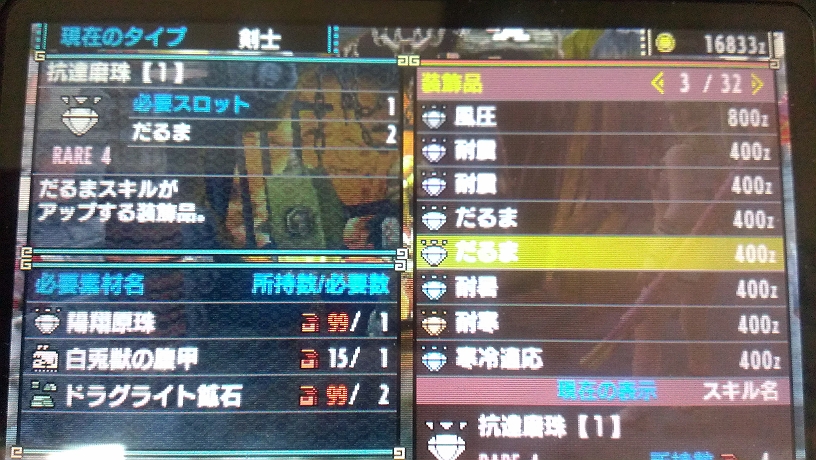 現在のタイプ 剣士
16833z
抗達磨珠【1】
必要スロット 1
だるま 2
RARE 4
だるまスキルが
アップする装飾品。
必要素材名 所持数/必要数
陽翔原珠 99/ 1
白兎獣の腹甲 15/ 1
ドラグライト鉱石 99/ 2
装飾品 3 / 32
風圧 800z
耐震 400z
耐震 400z
だるま 400z
だるま 400z
耐暑 400z
耐寒 400z
寒冷適応 400z
現在の表示 スキル名
抗達磨珠【1】
RARE 4 所持数 4